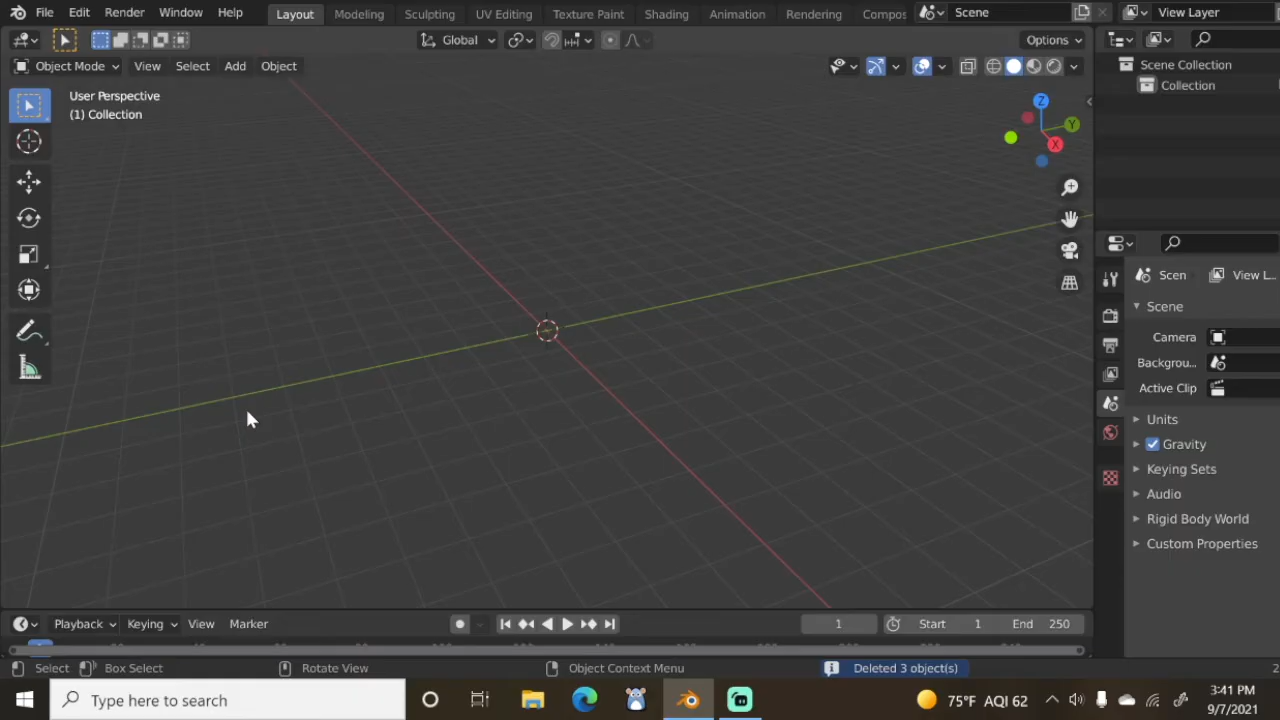 File Edit Render Window Help Layout Modeling Sculpting UV Editing Texture Paint Shading Animation Rendering Compos Scene View Layer
Global Options
Object Mode View Select Add Object
User Perspective
(1) Collection
Z
Y
X
Scene Collection
Collection
Scen View L...
Scene
Camera
Backgrou...
Active Clip
Units
Gravity
Keying Sets
Audio
Rigid Body World
Custom Properties
Playback Keying View Marker 1 Start 1 End 250
Select Box Select Rotate View Object Context Menu Deleted 3 object(s) 2
Type here to search 75°F AQI 62
3:41 PM
9/7/2021